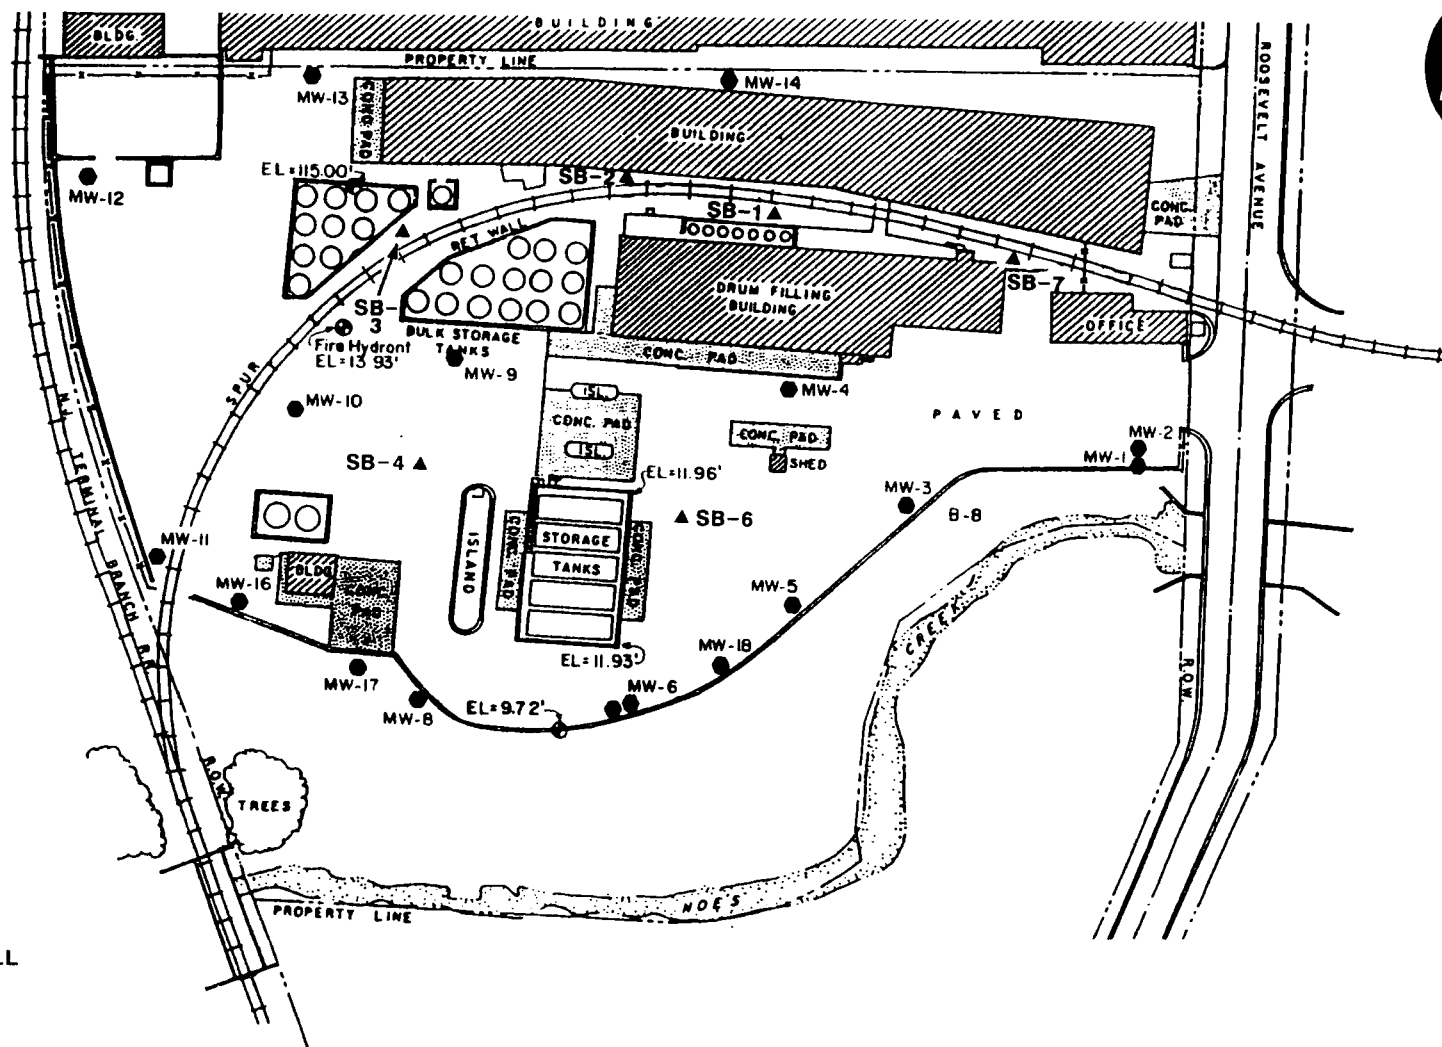 BUILDING
BLDG.
PROPERTY LINE
ROOSEVELT AVENUE
MW-13
MW-14
CONC. PAD
BUILDING
EL=115.00'
SB-2
MW-12
SB-1
CONC. PAD
RET WALL
SB-3
SB-7
DRUM FILLING
BUILDING
OFFICE
BULK STORAGE
TANKS
Fire Hydront
EL=13 93'
MW-9
CONC. PAD
SPUR
MW-10
ISL.
MW-4
PAVED
CONC. PAD
ISL.
CONC. PAD
SHED
MW-2
MW-1
N.J. TERMINAL BRANCH R.R.
SB-4
EL=11.96'
MW-3
B-8
SB-6
ISLAND
CONC PAD
STORAGE
TANKS
CONC. PAD
MW-11
MW-16
BLDG.
CONC. PAD
MW-5
CREEK
MW-18
EL=11.93'
MW-17
MW-6
R.O.W.
MW-8
EL=9.72'
R.O.W.
TREES
NOE'S
PROPERTY LINE
LL